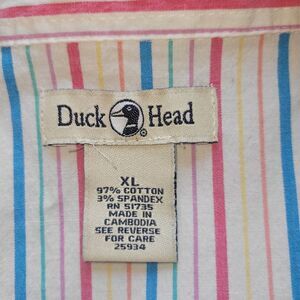 Duck Head
XL
97% COTTON
3% SPANDEX
RN 51735
MADE IN
CAMBODIA
SEE REVERSE
FOR CARE
25934